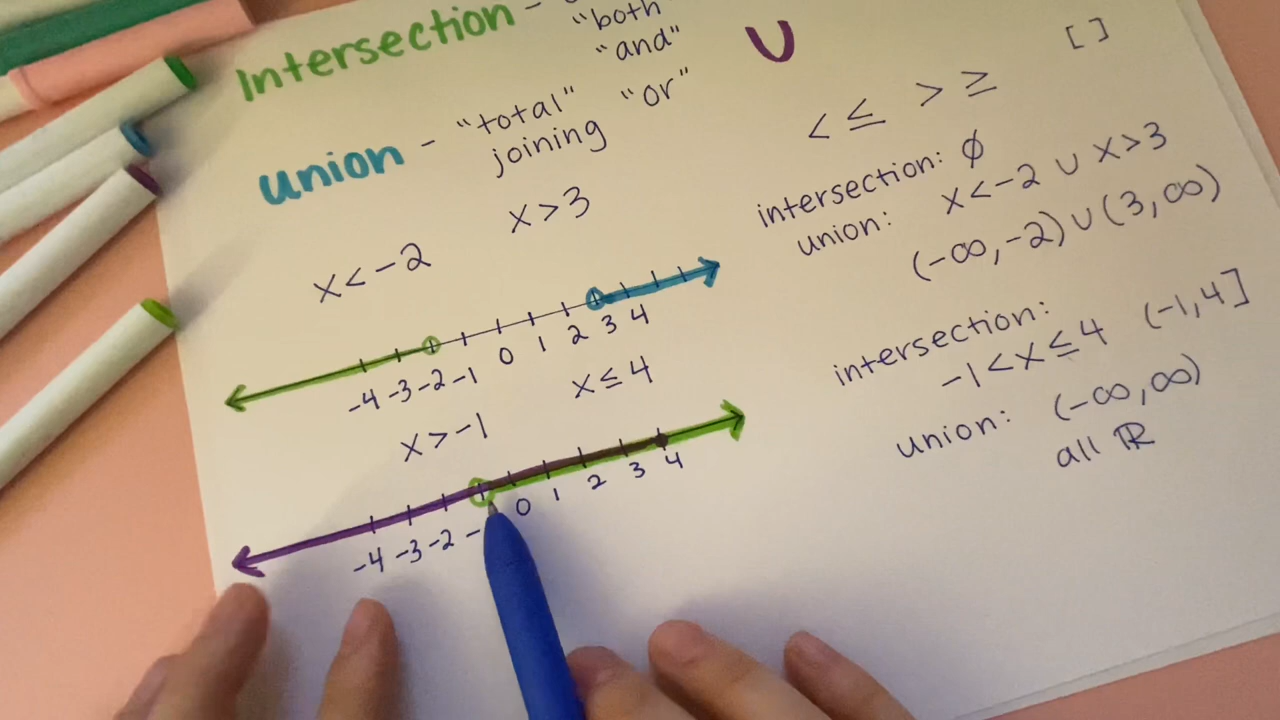 Intersection -
"both"
"and"
∪
[ ]
union - "total" "or"
joining
< ≤ > ≥
x < -2
x > 3
-4 -3 -2 -1 0 1 2 3 4
intersection: ∅
union: x < -2 ∪ x > 3
(-∞, -2) ∪ (3, ∞)
x > -1
x ≤ 4
-4 -3 -2 - 0 1 2 3 4
intersection:
-1 < x ≤ 4 (-1, 4]
union: (-∞, ∞)
all ℝ